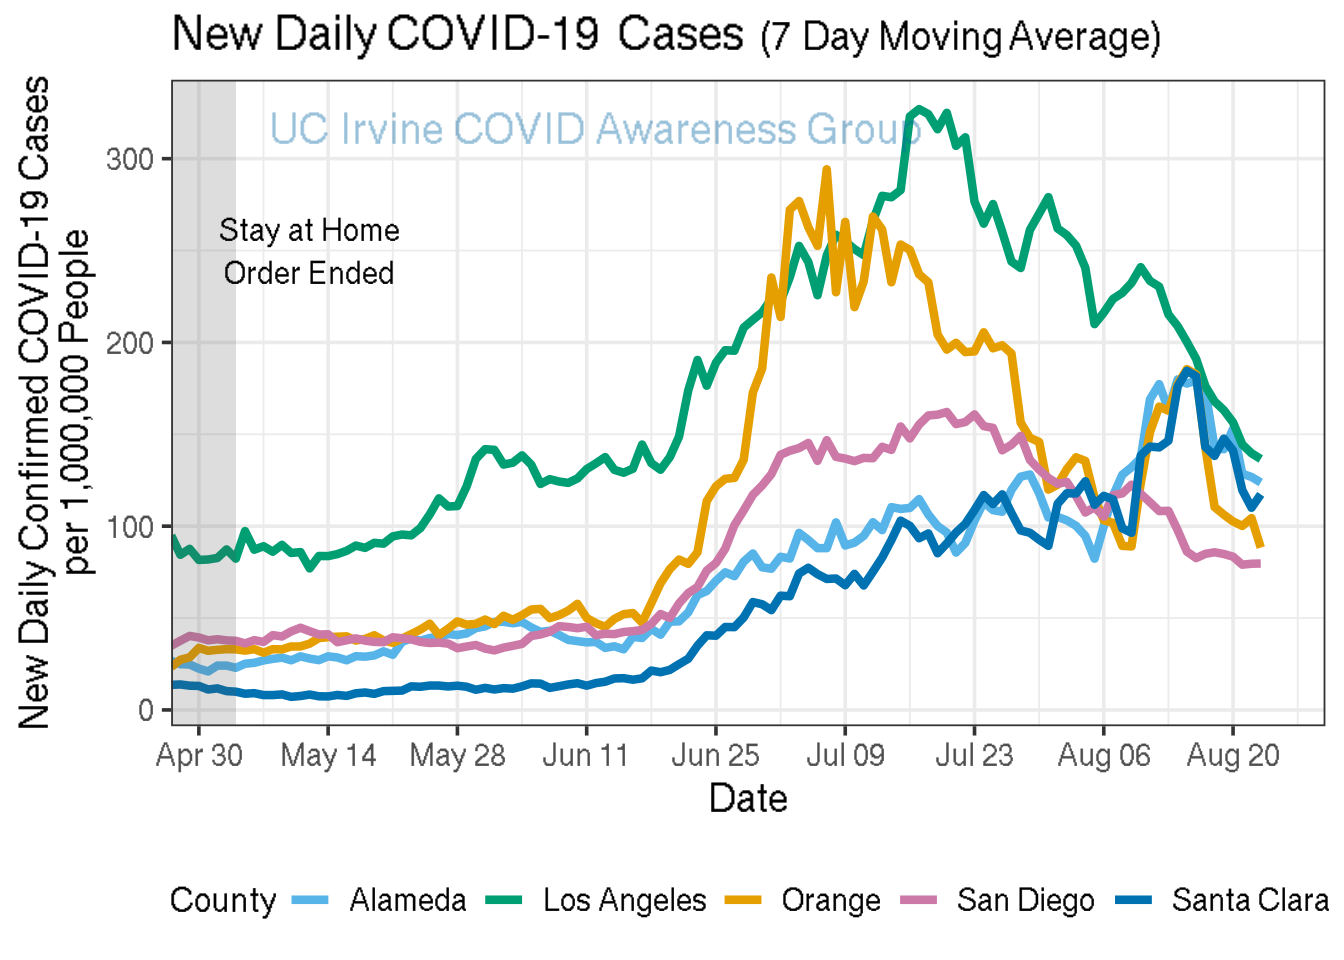 New Daily COVID-19 Cases (7 Day Moving Average)
UC Irvine COVID Awareness Group
Stay at Home
Order Ended
New Daily Confirmed COVID-19 Cases
per 1,000,000 People
300
200
100
0
Apr 30 May 14 May 28 Jun 11 Jun 25 Jul 09 Jul 23 Aug 06 Aug 20
Date
County Alameda Los Angeles Orange San Diego Santa Clara